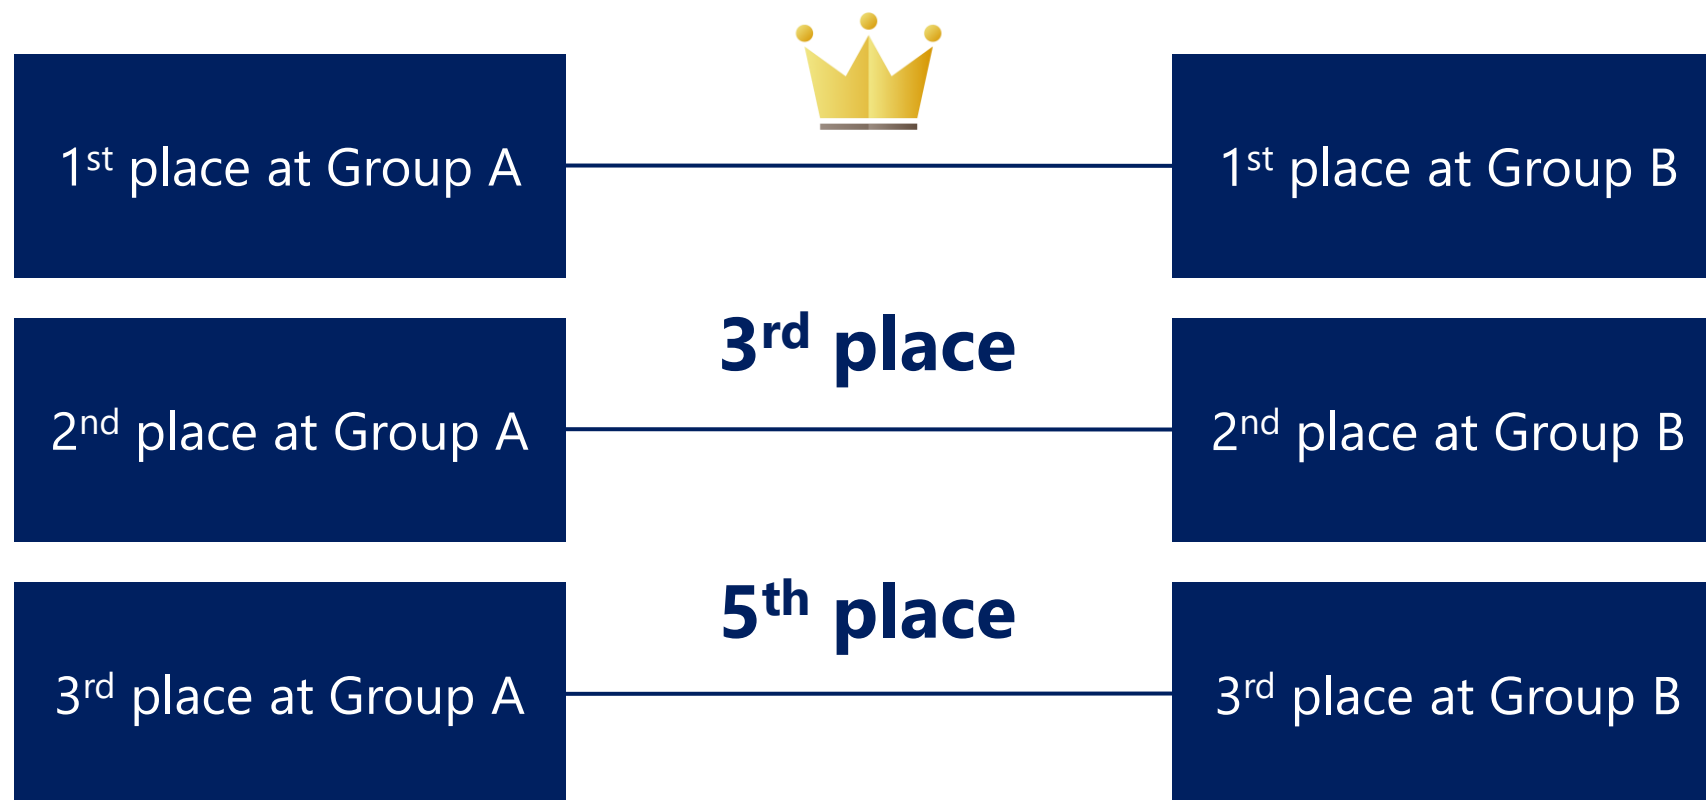 1st place at Group A
1st place at Group B
3rd place
2nd place at Group A
2nd place at Group B
5th place
3rd place at Group A
3rd place at Group B